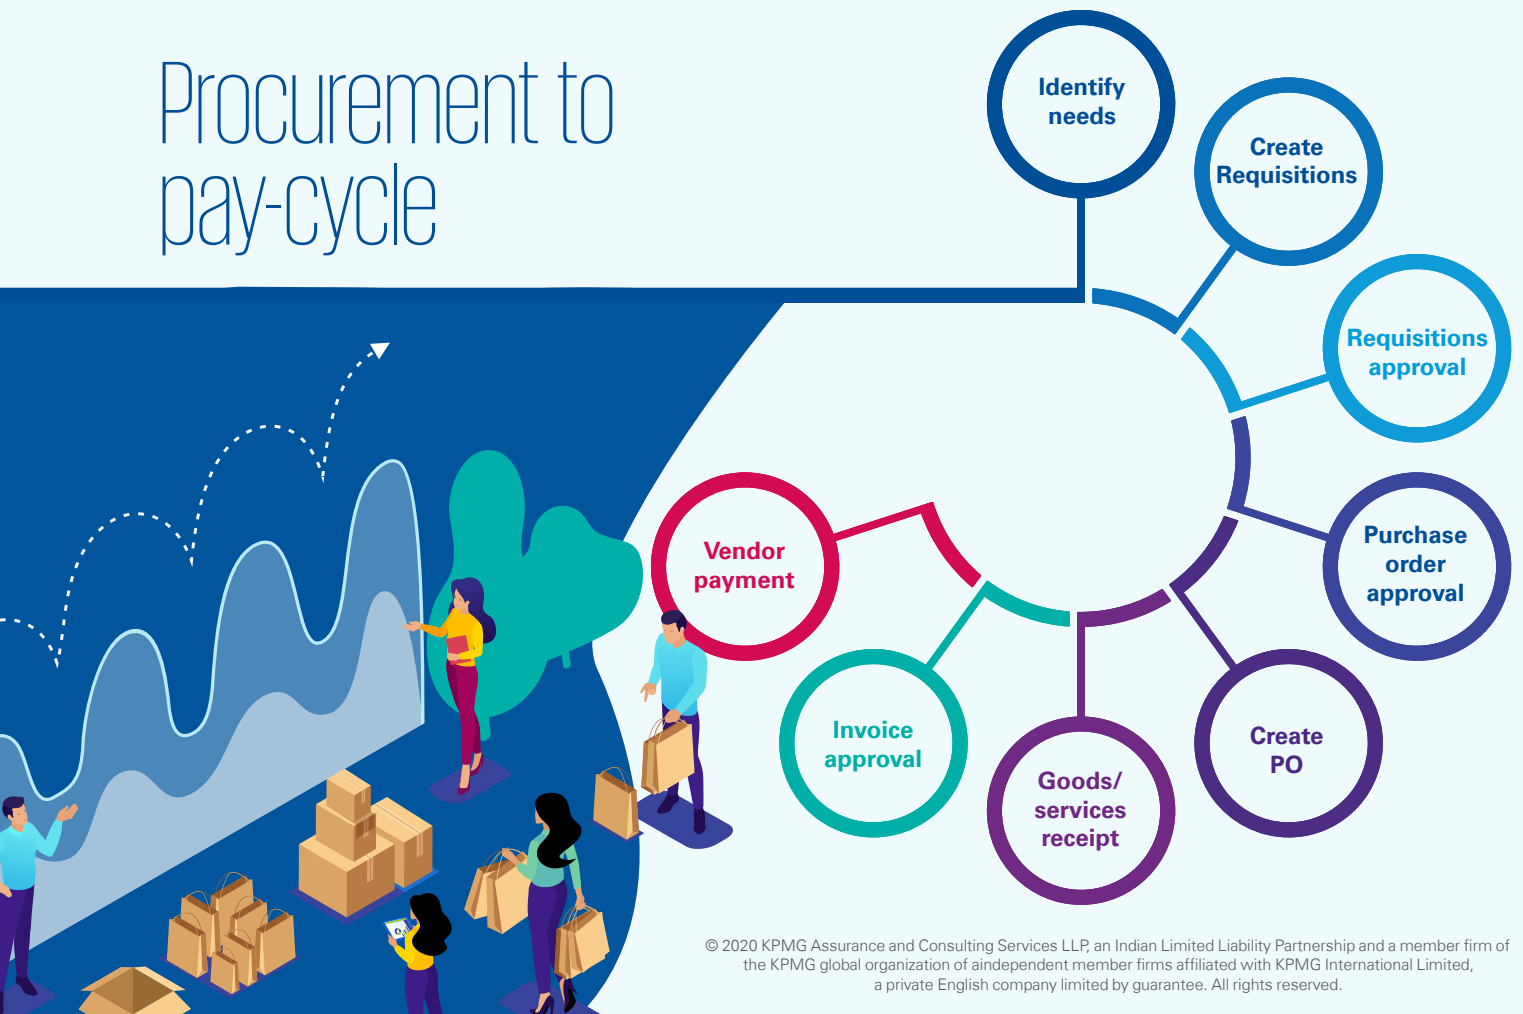 Procurement to
pay-cycle
Identify
needs
Create
Requisitions
Requisitions
approval
Purchase
order
approval
Create
PO
Goods/
services
receipt
Invoice
approval
Vendor
payment
© 2020 KPMG Assurance and Consulting Services LLP, an Indian Limited Liability Partnership and a member firm of
the KPMG global organization of aindependent member firms affiliated with KPMG International Limited,
a private English company limited by guarantee. All rights reserved.